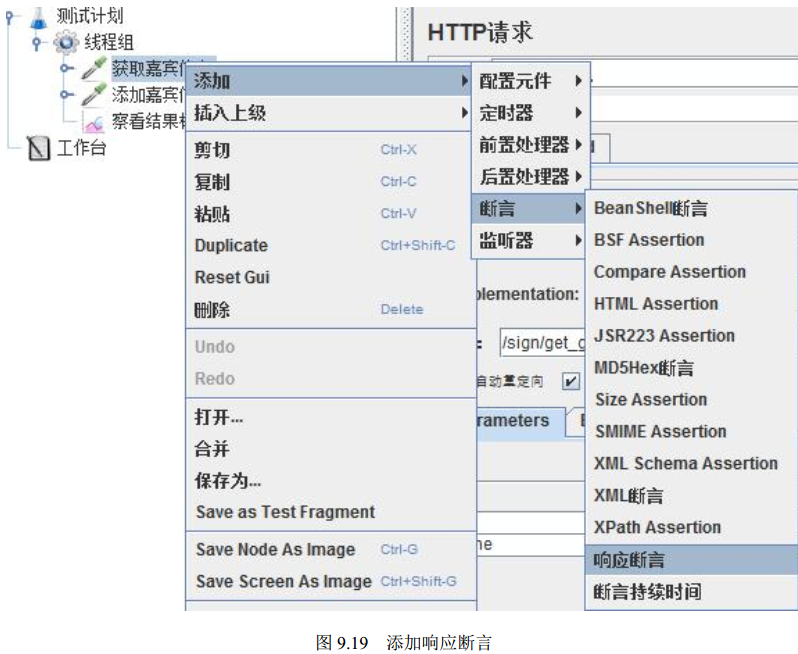 测试计划
线程组
获取嘉宾
添加嘉宾
察看结果
工作台
HTTP请求
添加
插入上级
剪切 Ctrl-X
复制 Ctrl-C
粘贴 Ctrl-V
Duplicate Ctrl+Shift-C
Reset Gui
删除 Delete
Undo
Redo
打开...
合并
保存为...
Save as Test Fragment
Save Node As Image Ctrl-G
Save Screen As Image Ctrl+Shift-G
配置元件
定时器
前置处理器
后置处理器
断言
监听器
plementation:
/sign/get_g
自动重定向
rameters
BeanShell断言
BSF Assertion
Compare Assertion
HTML Assertion
JSR223 Assertion
MD5Hex断言
Size Assertion
SMIME Assertion
XML Schema Assertion
XML断言
XPath Assertion
响应断言
断言持续时间
图 9.19 添加响应断言